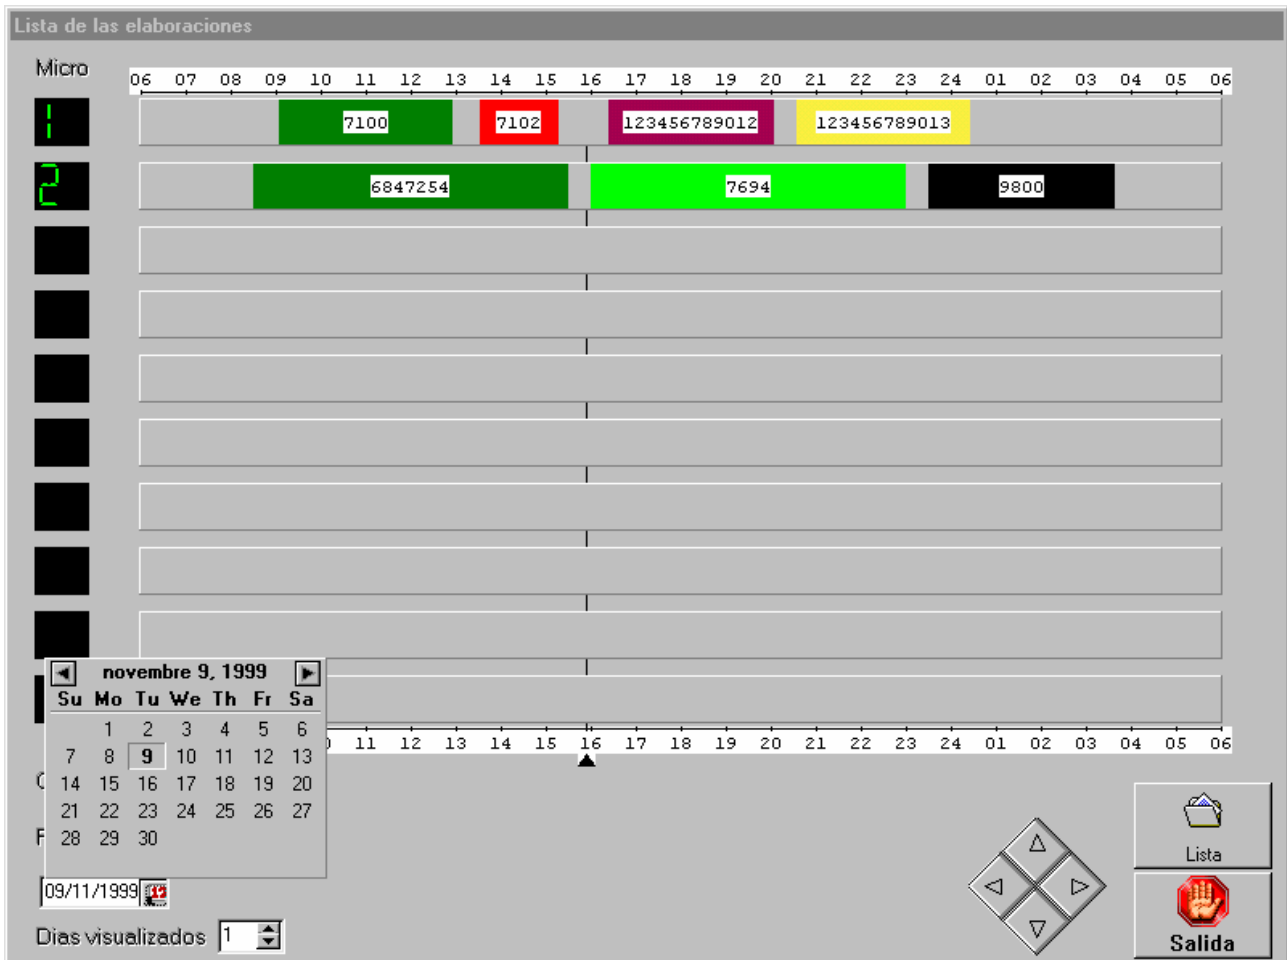 Lista de las elaboraciones
Micro
06 07 08 09 10 11 12 13 14 15 16 17 18 19 20 21 22 23 24 01 02 03 04 05 06
1 7100 7102 123456789012 123456789013
2 6847254 7694 9800
novembre 9, 1999
Su Mo Tu We Th Fr Sa
1 2 3 4 5 6
11 12 13 14 15 16 17 18 19 20 21 22 23 24 01 02 03 04 05 06
7 8 9 10 11 12 13
14 15 16 17 18 19 20
21 22 23 24 25 26 27
28 29 30
Lista
09/11/1999
Dias visualizados 1
Salida